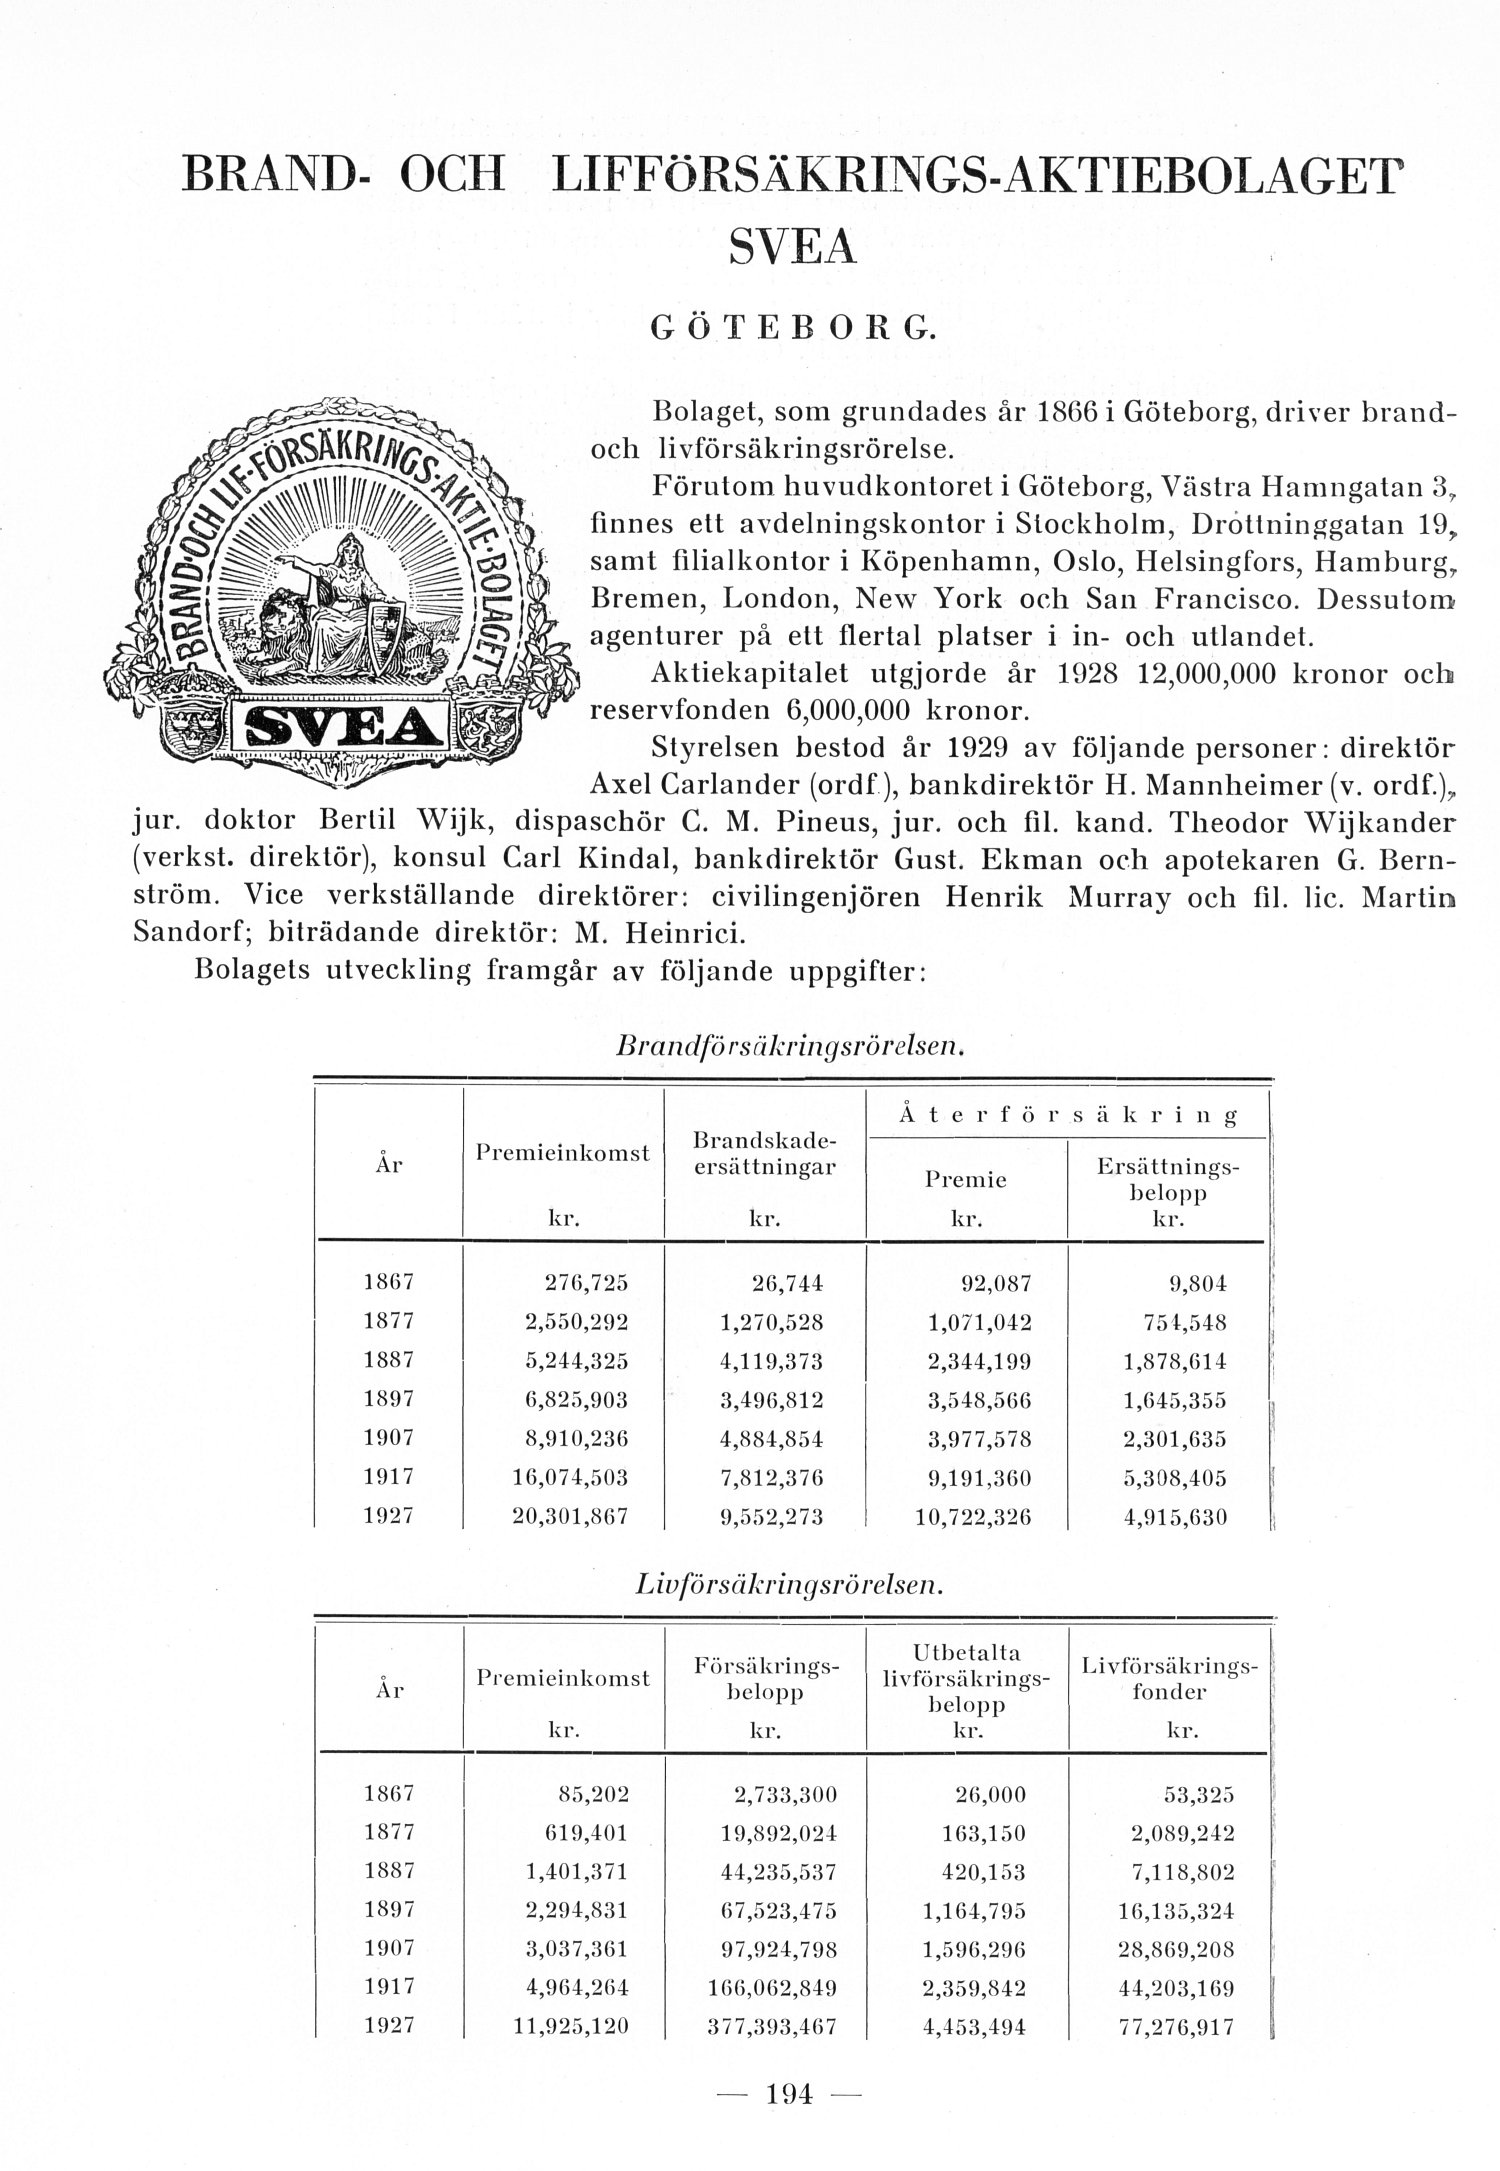 BRAND- OCH LIFFÖRSÄKRINGS-AKTIEBOLAGET
SVEA
GÖTEBORG.
BRAND-OCH LIF-FÖRSÄKRINGS-AKTIE-BOLAGET
SVEA
Bolaget, som grundades år 1866 i Göteborg, driver brand-
och livförsäkringsrörelse.
Förutom huvudkontoret i Göteborg, Västra Hamngatan 3,
finnes ett avdelningskontor i Stockholm, Drottninggatan 19,
samt filialkontor i Köpenhamn, Oslo, Helsingfors, Hamburg,
Bremen, London, New York och San Francisco. Dessutom
agenturer på ett flertal platser i in- och utlandet.
Aktiekapitalet utgjorde år 1928 12,000,000 kronor och
reservfonden 6,000,000 kronor.
Styrelsen bestod år 1929 av följande personer: direktör
Axel Carlander (ordf.), bankdirektör H. Mannheimer (v. ordf.),
jur. doktor Bertil Wijk, dispaschör C. M. Pineus, jur. och fil. kand. Theodor Wijkander
(verkst. direktör), konsul Carl Kindal, bankdirektör Gust. Ekman och apotekaren G. Bern-
ström. Vice verkställande direktörer: civilingenjören Henrik Murray och fil. lic. Martin
Sandorf; biträdande direktör: M. Heinrici.
Bolagets utveckling framgår av följande uppgifter:
Brandförsäkringsrörelsen.
År Premieinkomst kr. Brandskade-ersättningar kr. Återförsäkring Premie kr. Ersättnings-belopp kr.
1867 276,725 26,744 92,087 9,804
1877 2,550,292 1,270,528 1,071,042 754,548
1887 5,244,325 4,119,373 2,344,199 1,878,614
1897 6,825,903 3,496,812 3,548,566 1,645,355
1907 8,910,236 4,884,854 3,977,578 2,301,635
1917 16,074,503 7,812,376 9,191,360 5,308,405
1927 20,301,867 9,552,273 10,722,326 4,915,630
Livförsäkringsrörelsen.
År Premieinkomst kr. Försäkrings-belopp kr. Utbetalta livförsäkrings-belopp kr. Livförsäkrings-fonder kr.
1867 85,202 2,733,300 26,000 53,325
1877 619,401 19,892,024 163,150 2,089,242
1887 1,401,371 44,235,537 420,153 7,118,802
1897 2,294,831 67,523,475 1,164,795 16,135,324
1907 3,037,361 97,924,798 1,596,296 28,869,208
1917 4,964,264 166,062,849 2,359,842 44,203,169
1927 11,925,120 377,393,467 4,453,494 77,276,917
— 194 —